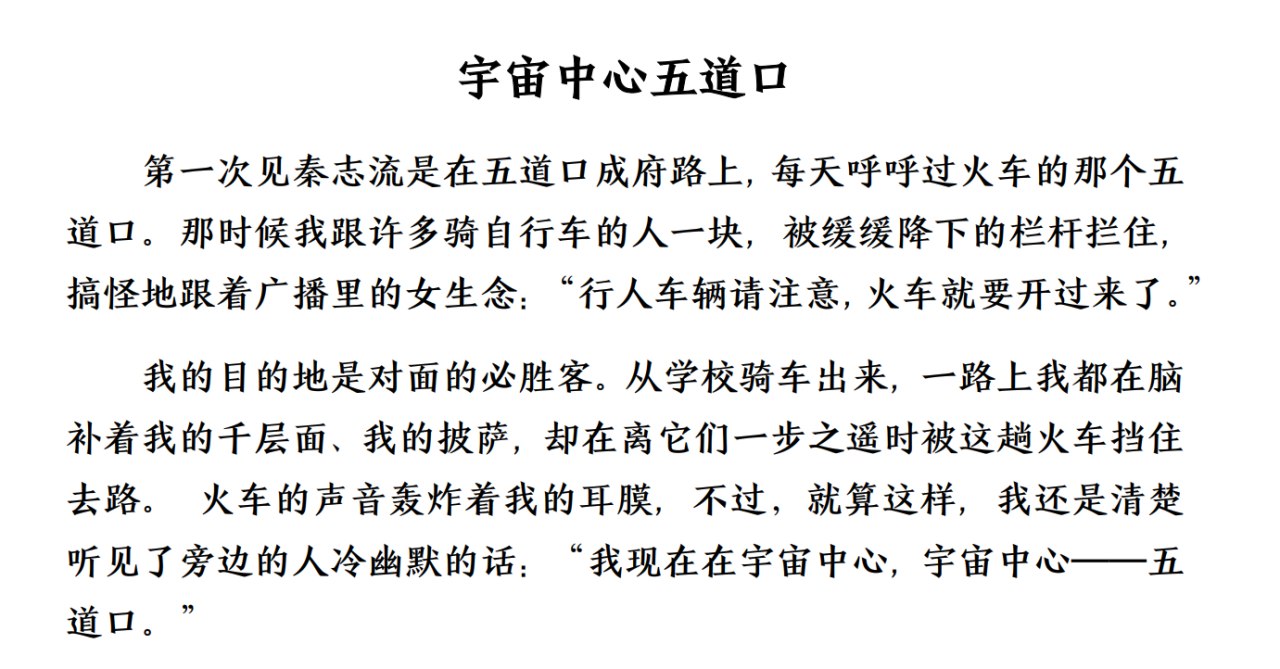 宇宙中心五道口
第一次见秦志流是在五道口成府路上，每天呼呼过火车的那个五
道口。那时候我跟许多骑自行车的人一块，被缓缓降下的栏杆拦住，
搞怪地跟着广播里的女生念：“行人车辆请注意，火车就要开过来了。”
我的目的地是对面的必胜客。从学校骑车出来，一路上我都在脑
补着我的千层面、我的披萨，却在离它们一步之遥时被这趟火车挡住
去路。 火车的声音轰炸着我的耳膜，不过，就算这样，我还是清楚
听见了旁边的人冷幽默的话：“我现在在宇宙中心，宇宙中心——五
道口。”